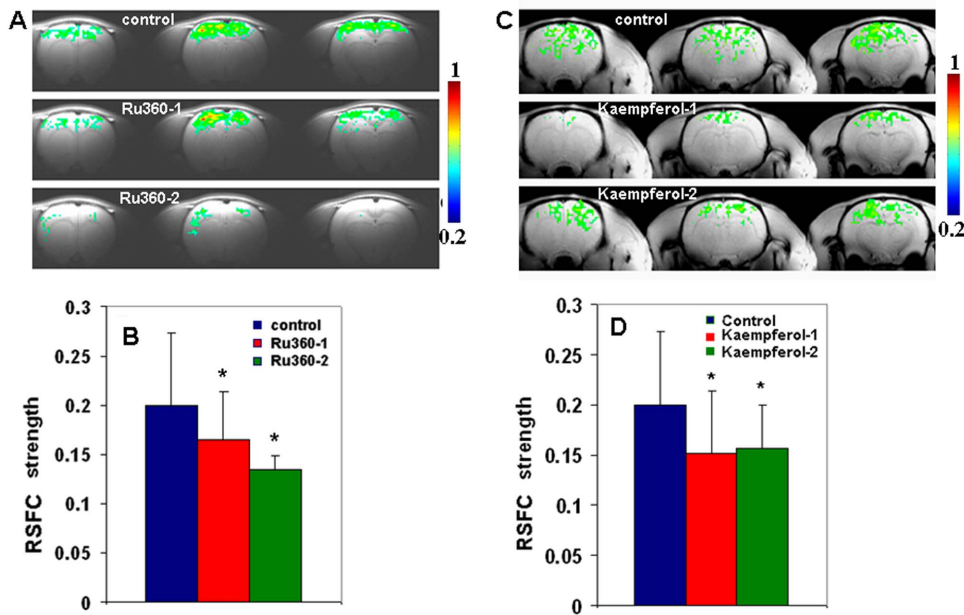 A
control
Ru360-1
Ru360-2
1
0.2
C
control
Kaempferol-1
Kaempferol-2
1
0.2
B
RSFC strength
0.3
0.25
0.2
0.15
0.1
0.05
0
control
Ru360-1
Ru360-2
*
*
D
RSFC strength
0.3
0.25
0.2
0.15
0.1
0.05
0
Control
Kaempferol-1
Kaempferol-2
*
*